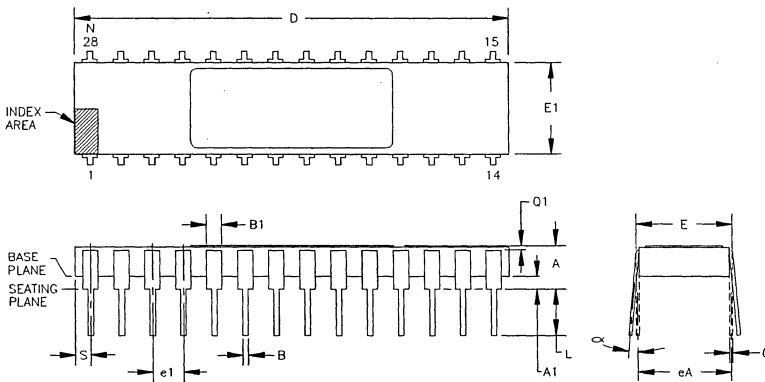 D
N
28
15
INDEX
AREA
E1
1
14
Q1
B1
E
BASE
PLANE
A
SEATING
PLANE
S
e1
B
A1
L
α
eA
C